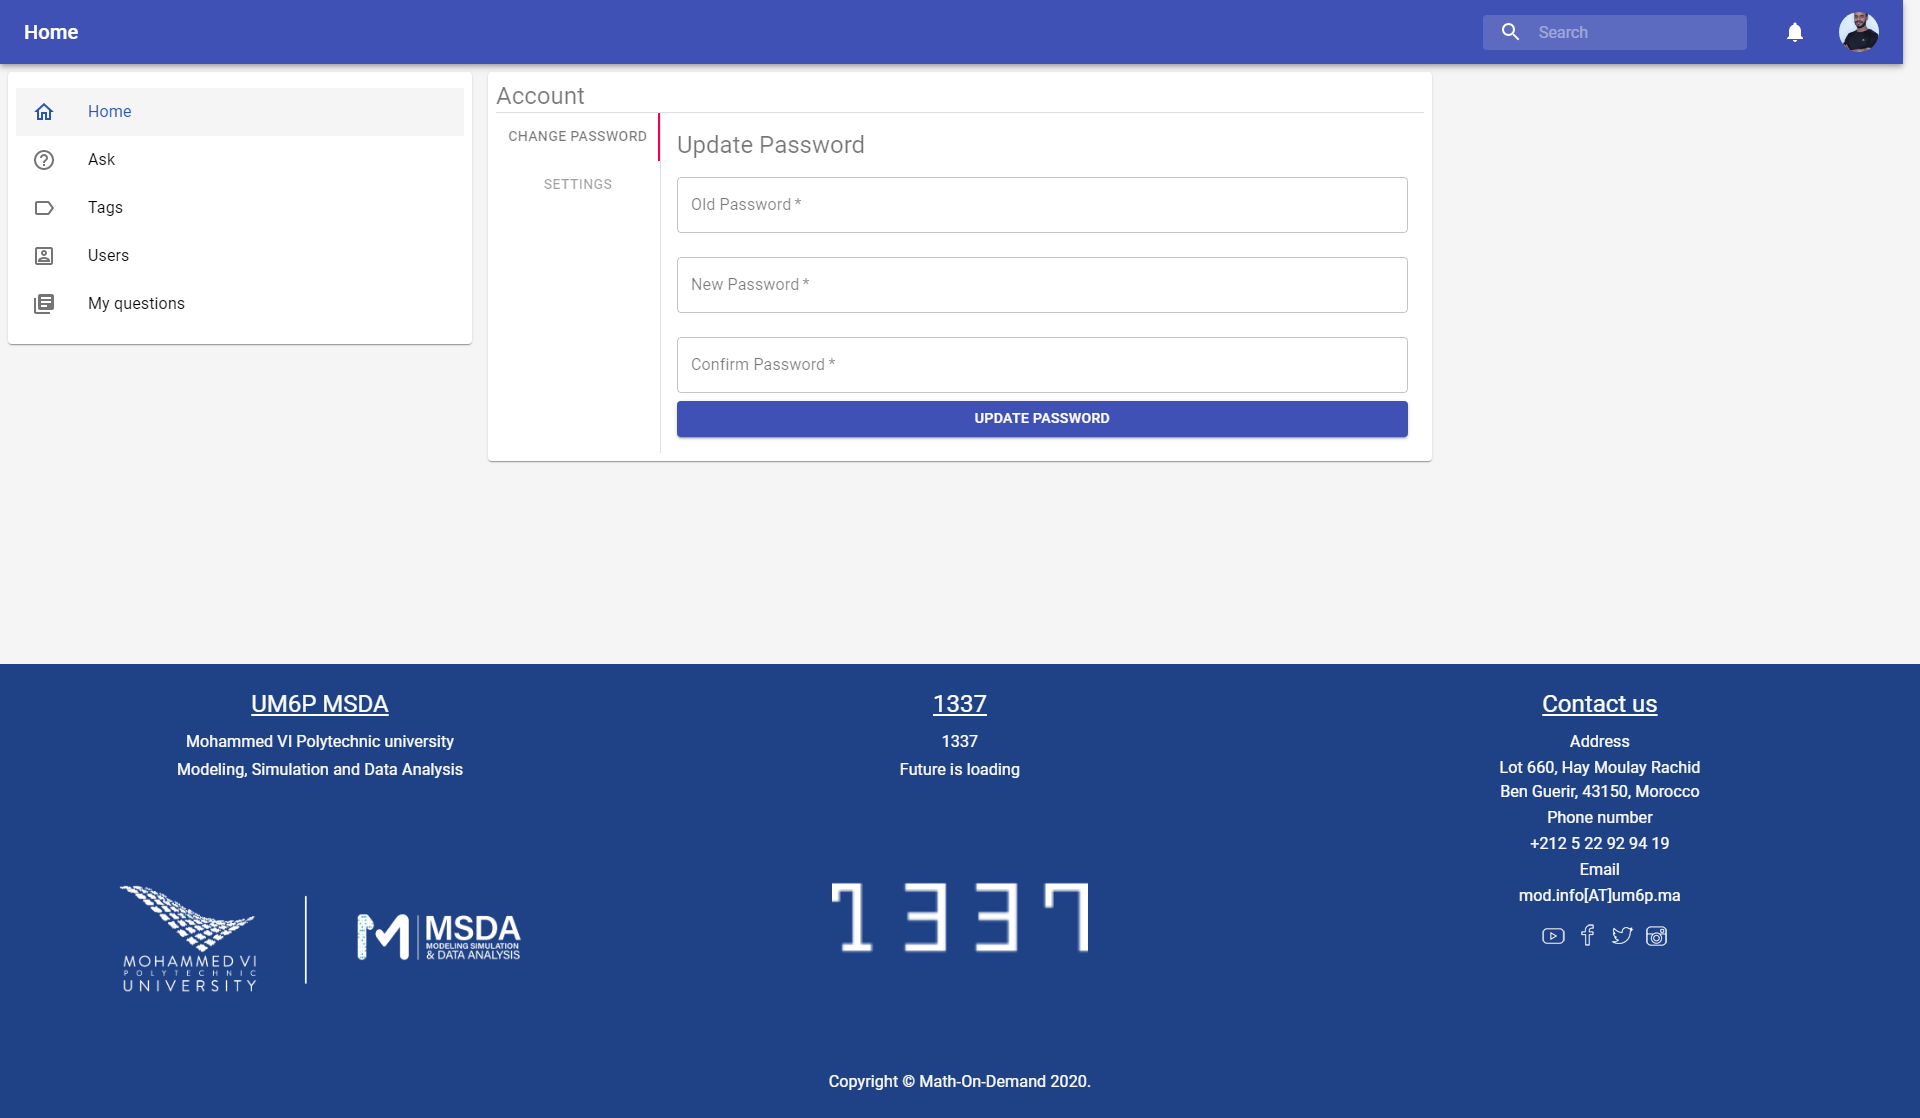 Home
Search
Home
Ask
Tags
Users
My questions
Account
CHANGE PASSWORD
SETTINGS
Update Password
Old Password *
New Password *
Confirm Password *
UPDATE PASSWORD
UM6P MSDA
Mohammed VI Polytechnic university
Modeling, Simulation and Data Analysis
MOHAMMED VI
POLYTECHNIC
UNIVERSITY
MSDA
MODELING SIMULATION
& DATA ANALYSIS
1337
1337
Future is loading
1337
Contact us
Address
Lot 660, Hay Moulay Rachid
Ben Guerir, 43150, Morocco
Phone number
+212 5 22 92 94 19
Email
mod.info[AT]um6p.ma
Copyright © Math-On-Demand 2020.